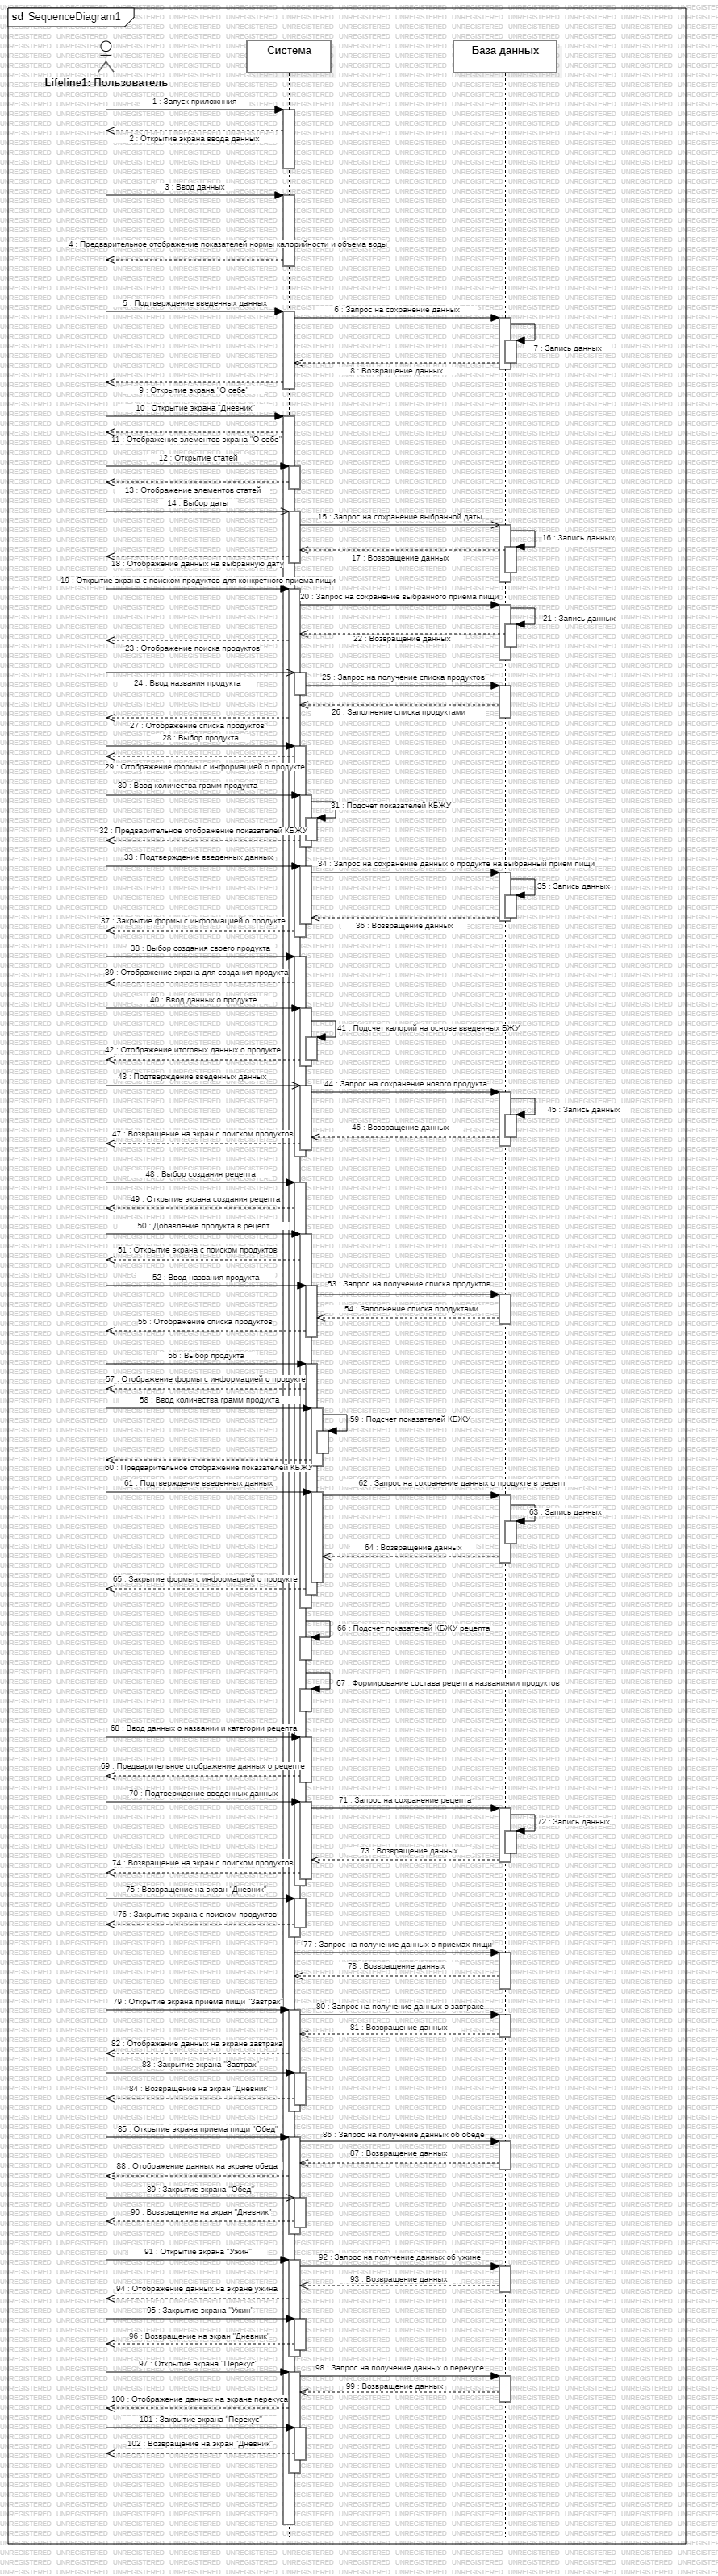 sd SequenceDiagram1
Система
База данных
Lifeline1: Пользователь
1 : Запуск приложния
2 : Открытие экрана ввода данных
3 : Ввод данных
4 : Предварительное отображение показателей нормы калорийности и объема воды
5 : Подтверждение введенных данных
6 : Запрос на сохранение данных
7 : Запись данных
8 : Возвращение данных
9 : Открытие экрана "О себе"
10 : Открытие экрана "Дневник"
11 : Отображение элементов экрана "О себе"
12 : Открытие статей
13 : Отображение элементов статей
14 : Выбор даты
15 : Запрос на сохранение выбранной даты
16 : Запись данных
17 : Возвращение данных
18 : Отображение данных на выбранную дату
19 : Открытие экрана с поиском продуктов для конкретного приема пищи
20 : Запрос на сохранение выбранного приема пищи
21 : Запись данных
22 : Возвращение данных
23 : Отображение поиска продуктов
24 : Ввод названия продукта
25 : Запрос на получение списка продуктов
26 : Заполнение списка продуктами
27 : Отображение списка продуктов
28 : Выбор продукта
29 : Отображение формы с информацией о продукте
30 : Ввод количества грамм продукта
31 : Подсчет показателей КБЖУ
32 : Предварительное отображение показателей КБЖУ
33 : Подтверждение введенных данных
34 : Запрос на сохранение данных о продукте на выбранный прием пищи
35 : Запись данных
36 : Возвращение данных
37 : Закрытие формы с информацией о продукте
38 : Выбор создания своего продукта
39 : Отображение экрана для создания продукта
40 : Ввод данных о продукте
41 : Подсчет калорий на основе введенных БЖУ
42 : Отображение итоговых данных о продукте
43 : Подтверждение введенных данных
44 : Запрос на сохранение нового продукта
45 : Запись данных
46 : Возвращение данных
47 : Возвращение на экран с поиском продуктов
48 : Выбор создания рецепта
49 : Открытие экрана создания рецепта
50 : Добавление продукта в рецепт
51 : Открытие экрана с поиском продуктов
52 : Ввод названия продукта
53 : Запрос на получение списка продуктов
54 : Заполнение списка продуктами
55 : Отображение списка продуктов
56 : Выбор продукта
57 : Отображение формы с информацией о продукте
58 : Ввод количества грамм продукта
59 : Подсчет показателей КБЖУ
60 : Предварительное отображение показателей КБЖУ
61 : Подтверждение введенных данных
62 : Запрос на сохранение данных о продукте в рецепт
63 : Запись данных
64 : Возвращение данных
65 : Закрытие формы с информацией о продукте
66 : Подсчет показателей КБЖУ рецепта
67 : Формирование состава рецепта названиями продуктов
68 : Ввод данных о названии и категории рецепта
69 : Предварительное отображение данных о рецепте
70 : Подтверждение введенных данных
71 : Запрос на сохранение рецепта
72 : Запись данных
73 : Возвращение данных
74 : Возвращение на экран с поиском продуктов
75 : Возвращение на экран "Дневник"
76 : Закрытие экрана с поиском продуктов
77 : Запрос на получение данных о приемах пищи
78 : Возвращение данных
79 : Открытие экрана приема пищи "Завтрак"
80 : Запрос на получение данных о завтраке
81 : Возвращение данных
82 : Отображение данных на экране завтрака
83 : Закрытие экрана "Завтрак"
84 : Возвращение на экран "Дневник"
85 : Открытие экрана приема пищи "Обед"
86 : Запрос на получение данных об обеде
87 : Возвращение данных
88 : Отображение данных на экране обеда
89 : Закрытие экрана "Обед"
90 : Возвращение на экран "Дневник"
91 : Открытие экрана "Ужин"
92 : Запрос на получение данных об ужине
93 : Возвращение данных
94 : Отображение данных на экране ужина
95 : Закрытие экрана "Ужин"
96 : Возвращение на экран "Дневник"
97 : Открытие экрана "Перекус"
98 : Запрос на получение данных о перекусе
99 : Возвращение данных
100 : Отображение данных на экране перекуса
101 : Закрытие экрана "Перекус"
102 : Возвращение на экран "Дневник"